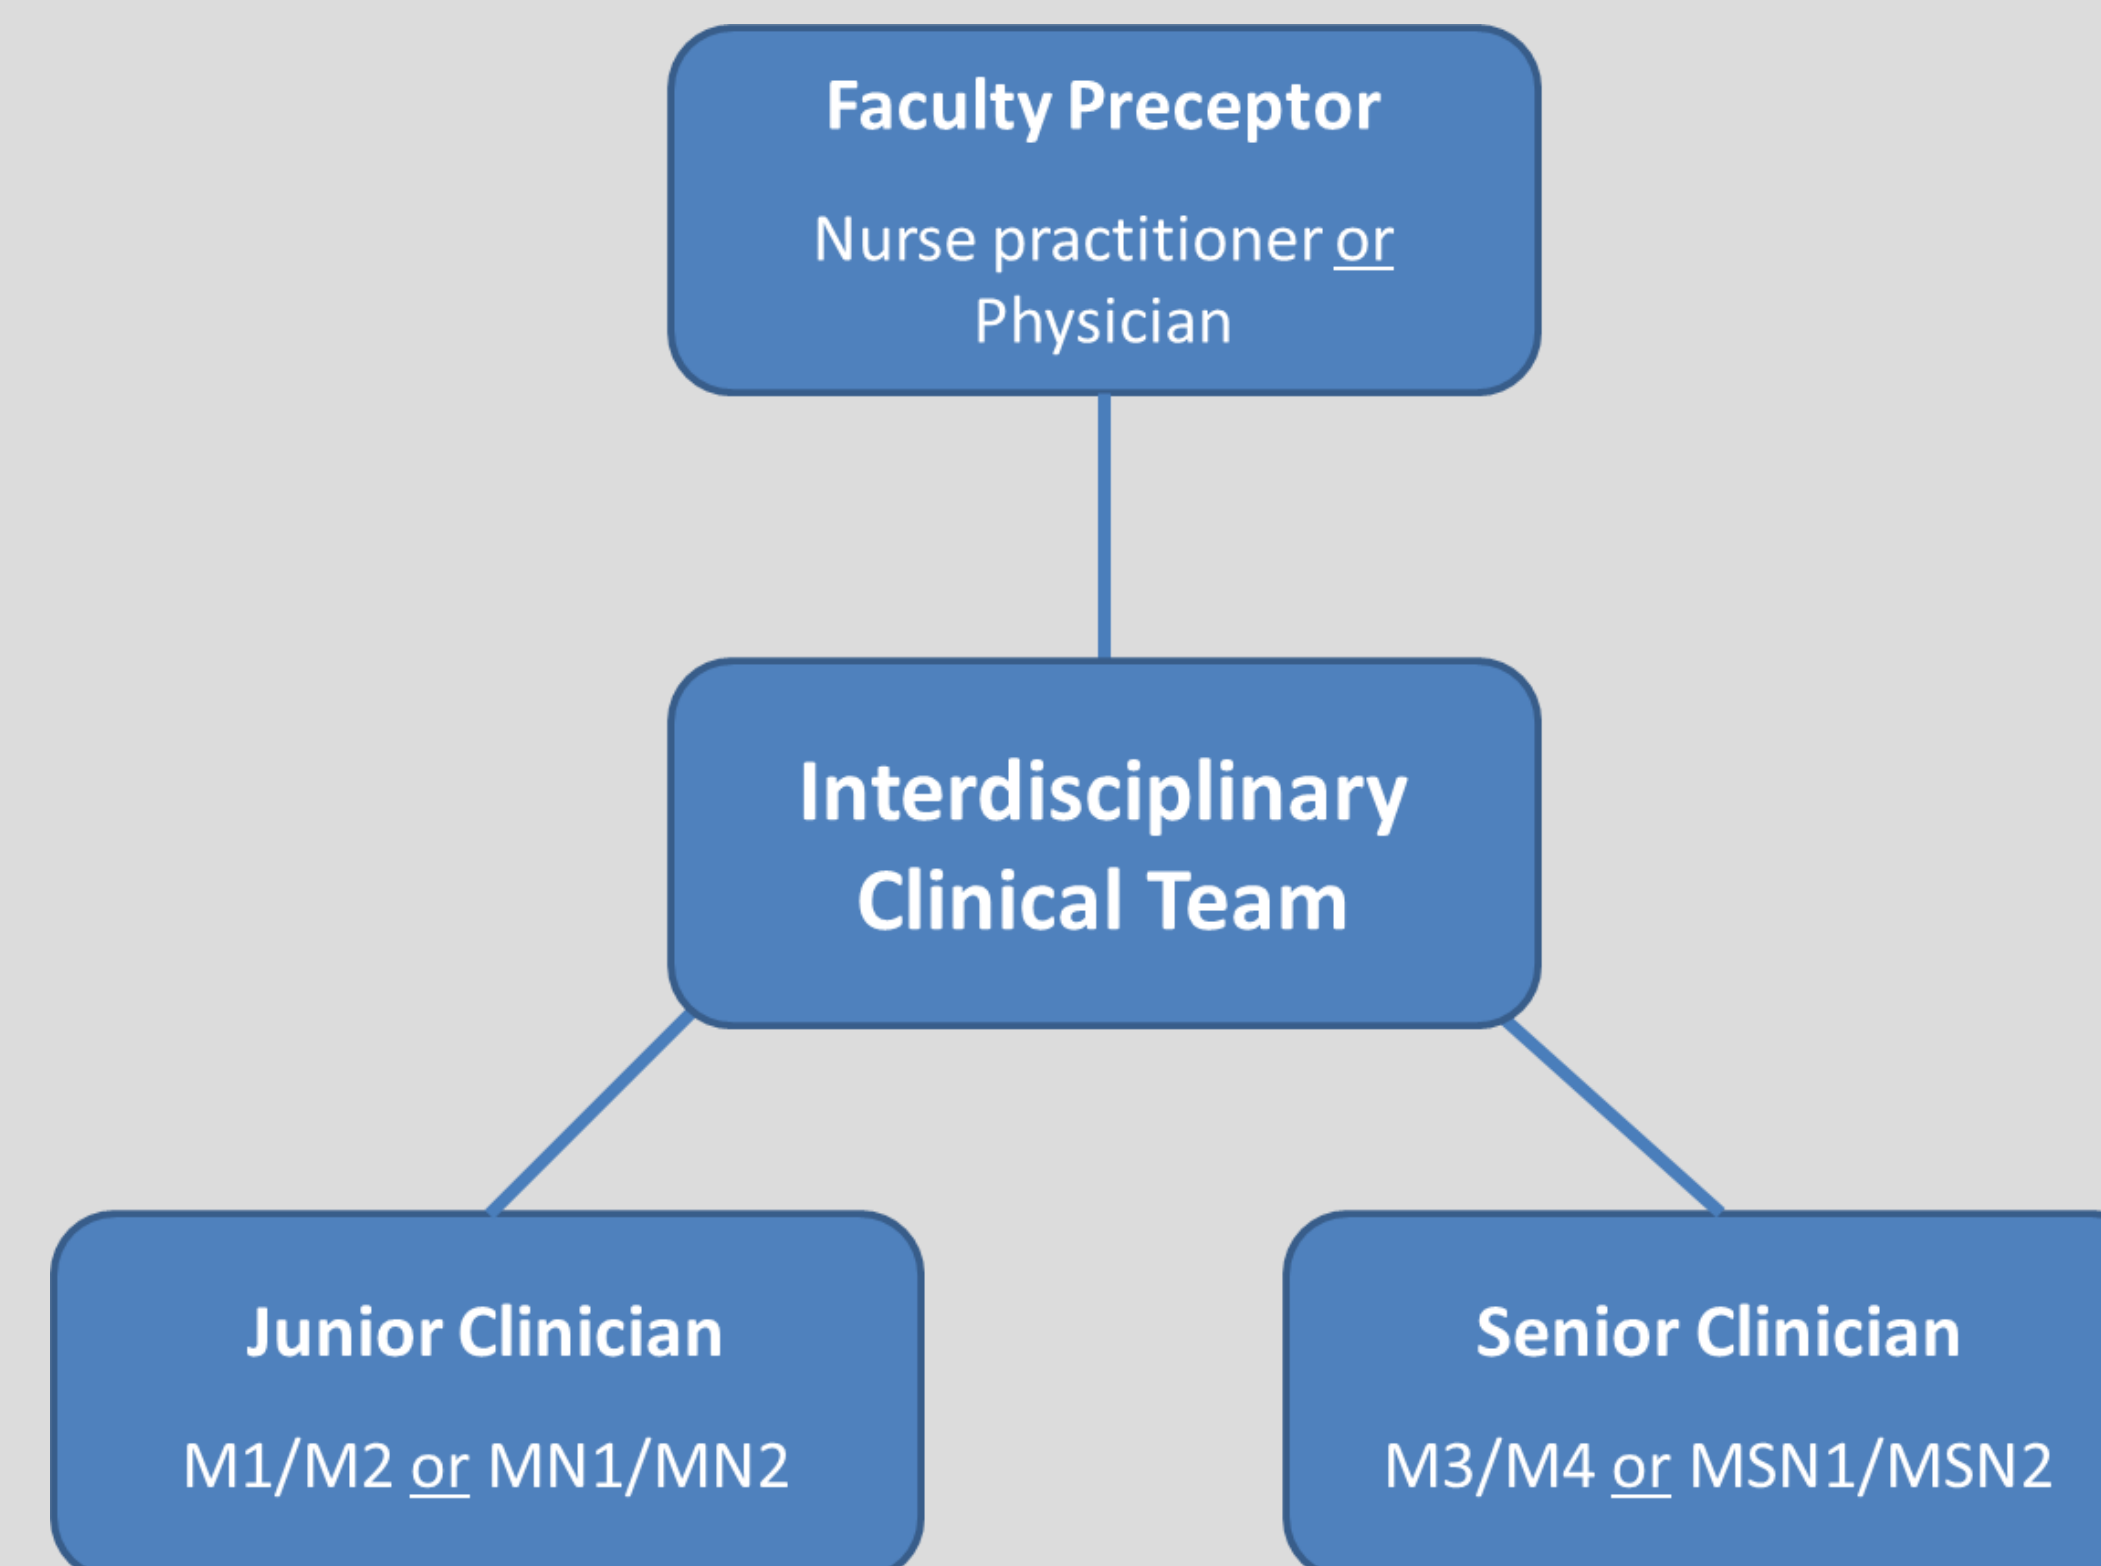 Faculty Preceptor
Nurse practitioner or
Physician
Interdisciplinary
Clinical Team
Junior Clinician
M1/M2 or MN1/MN2
Senior Clinician
M3/M4 or MSN1/MSN2